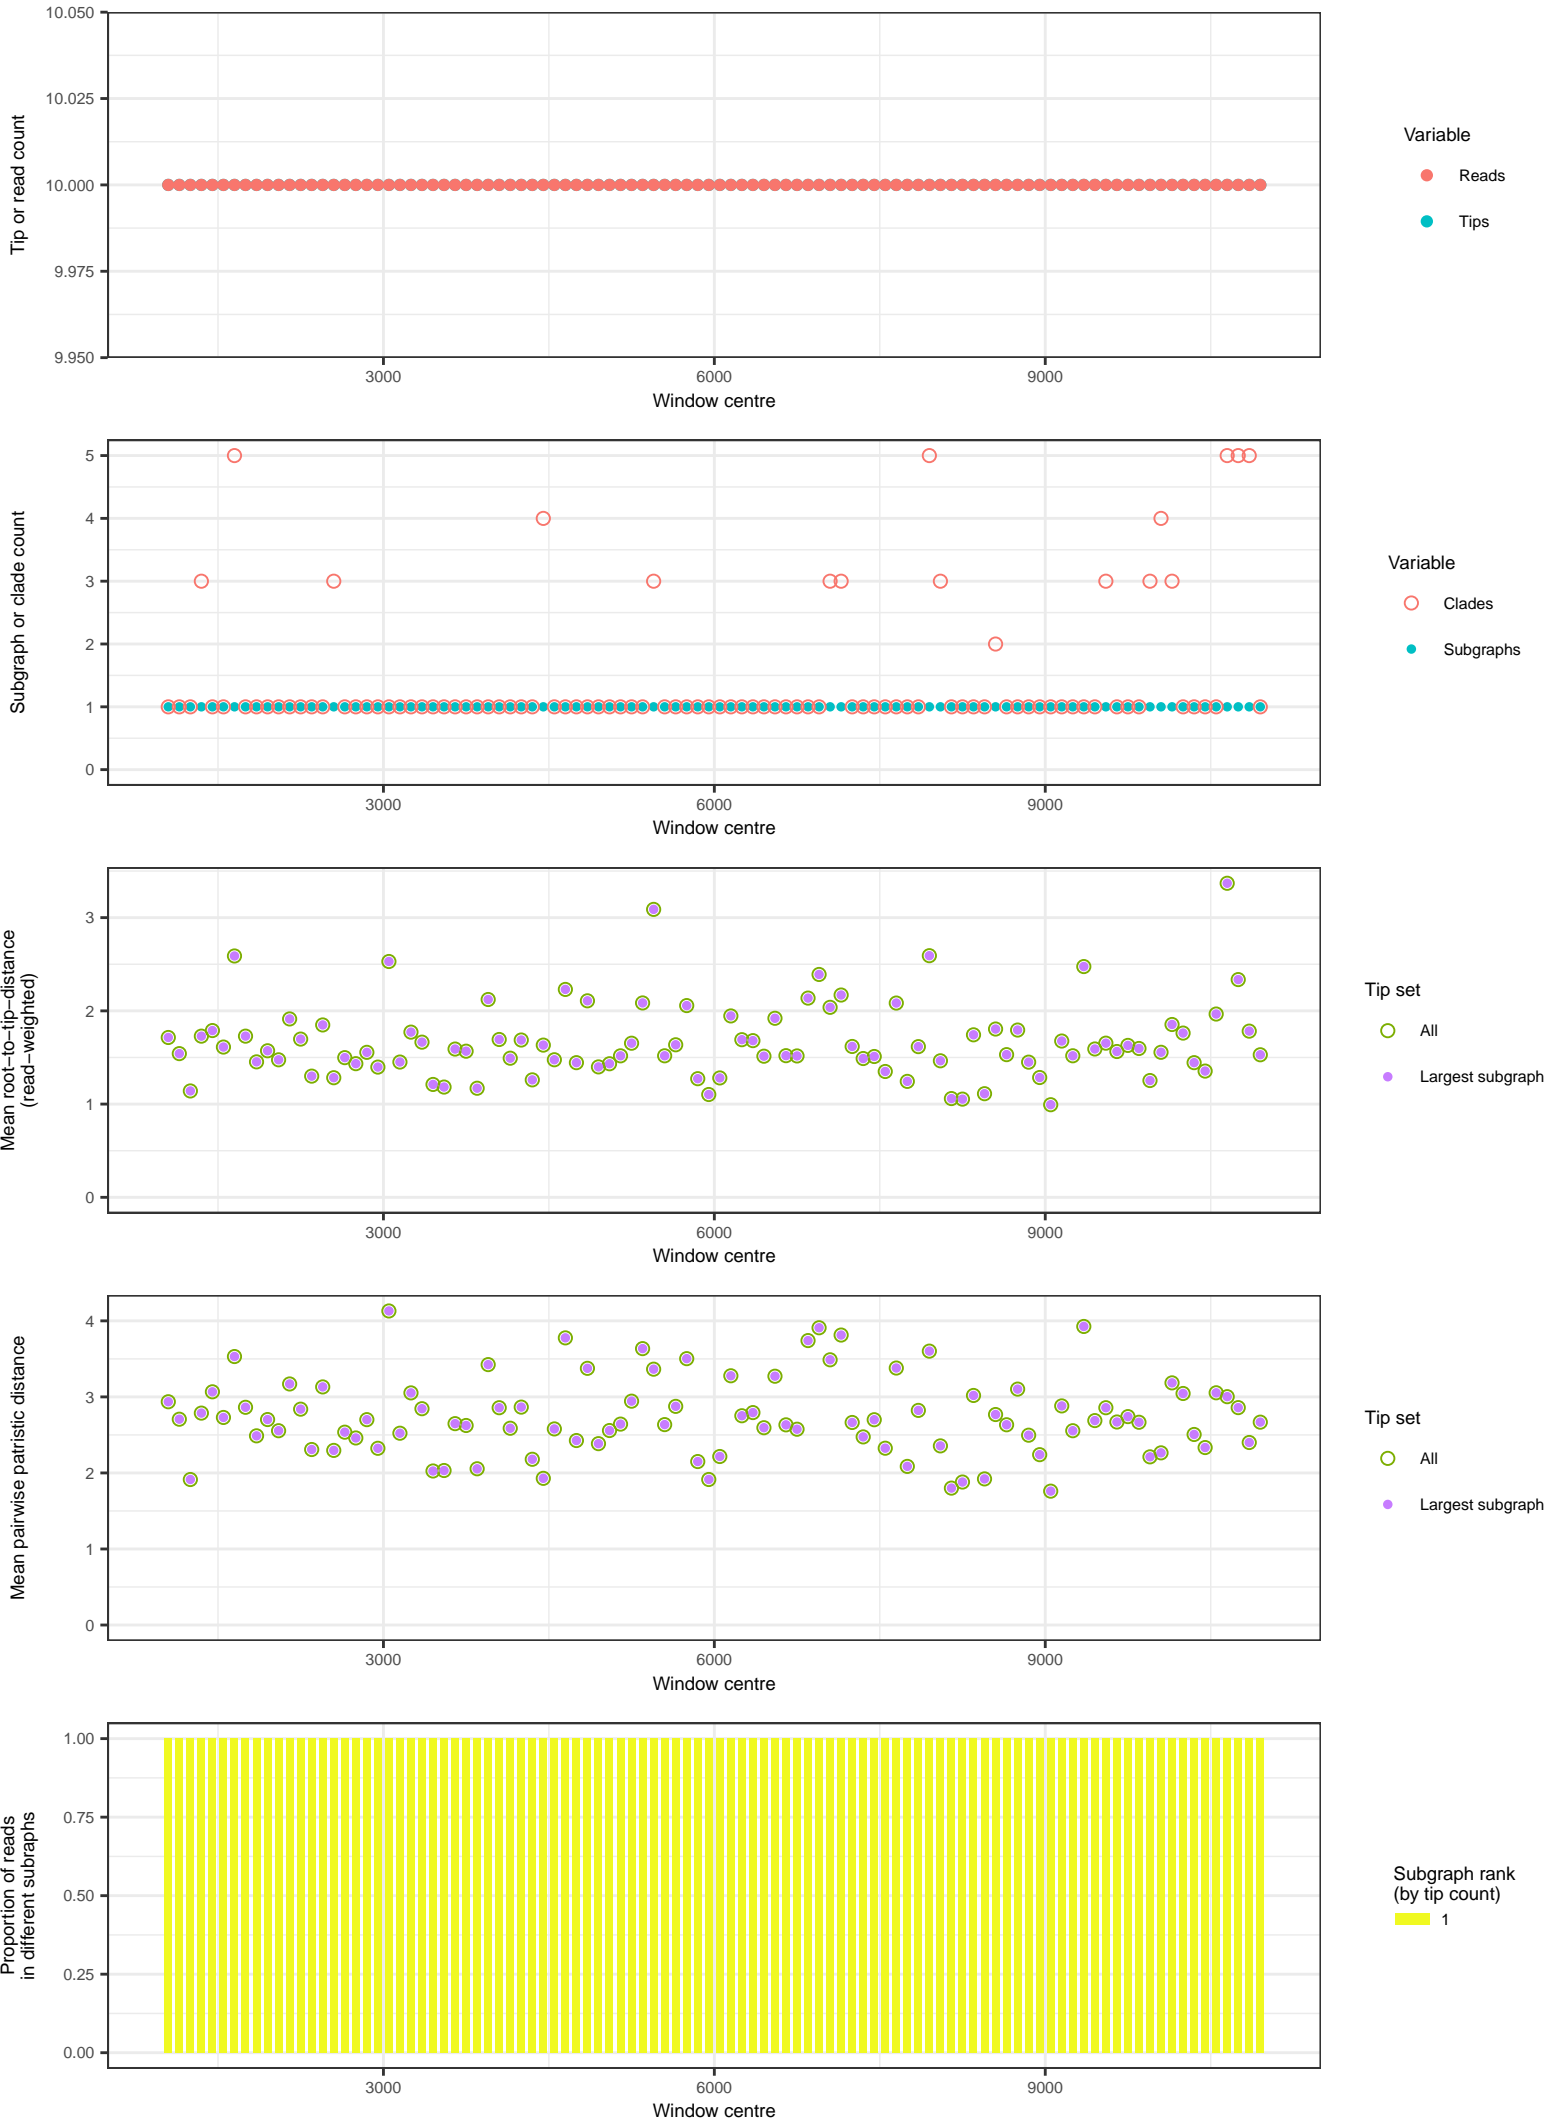 10.050
10.025
10.000
9.975
9.950
Tip or read count
3000 6000 9000
Window centre
Variable
Reads
Tips
5
4
3
2
1
0
Subgraph or clade count
3000 6000 9000
Window centre
Variable
Clades
Subgraphs
3
2
1
0
Mean root−to−tip−distance
(read−weighted)
3000 6000 9000
Window centre
Tip set
All
Largest subgraph
4
3
2
1
0
Mean pairwise patristic distance
3000 6000 9000
Window centre
Tip set
All
Largest subgraph
1.00
0.75
0.50
0.25
0.00
Proportion of reads
in different subraphs
3000 6000 9000
Window centre
Subgraph rank
(by tip count)
1